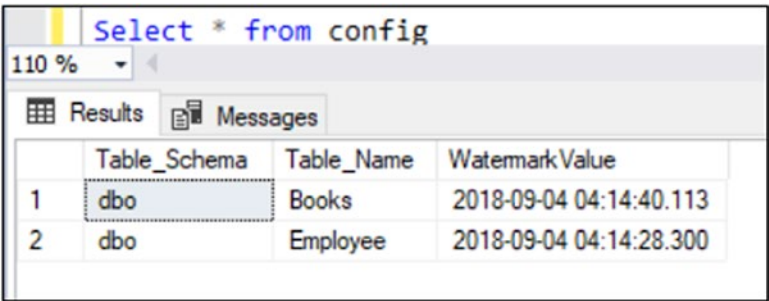 Select * from config
110 %
Results Messages
Table_Schema Table_Name WatermarkValue
1 dbo Books 2018-09-04 04:14:40.113
2 dbo Employee 2018-09-04 04:14:28.300